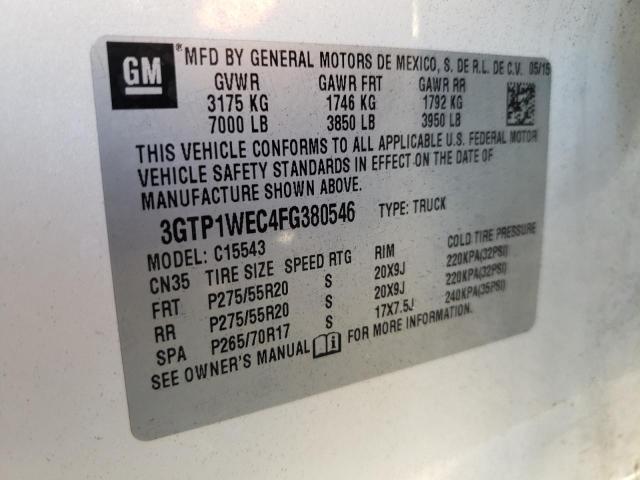 GM
® MFD BY GENERAL MOTORS DE MEXICO, S. DE R.L. DE C.V. 05/15
GVWR GAWR FRT GAWR RR
3175 KG 1746 KG 1792 KG
7000 LB 3850 LB 3950 LB
THIS VEHICLE CONFORMS TO ALL APPLICABLE U.S. FEDERAL MOTOR
VEHICLE SAFETY STANDARDS IN EFFECT ON THE DATE OF
MANUFACTURE SHOWN ABOVE.
3GTP1WEC4FG380546 TYPE: TRUCK
MODEL: C15543
CN35 TIRE SIZE SPEED RTG RIM COLD TIRE PRESSURE
FRT P275/55R20 S 20X9J 220KPA(32PSI)
RR P275/55R20 S 20X9J 220KPA(32PSI)
SPA P265/70R17 S 17X7.5J 240KPA(35PSI)
SEE OWNER'S MANUAL FOR MORE INFORMATION.